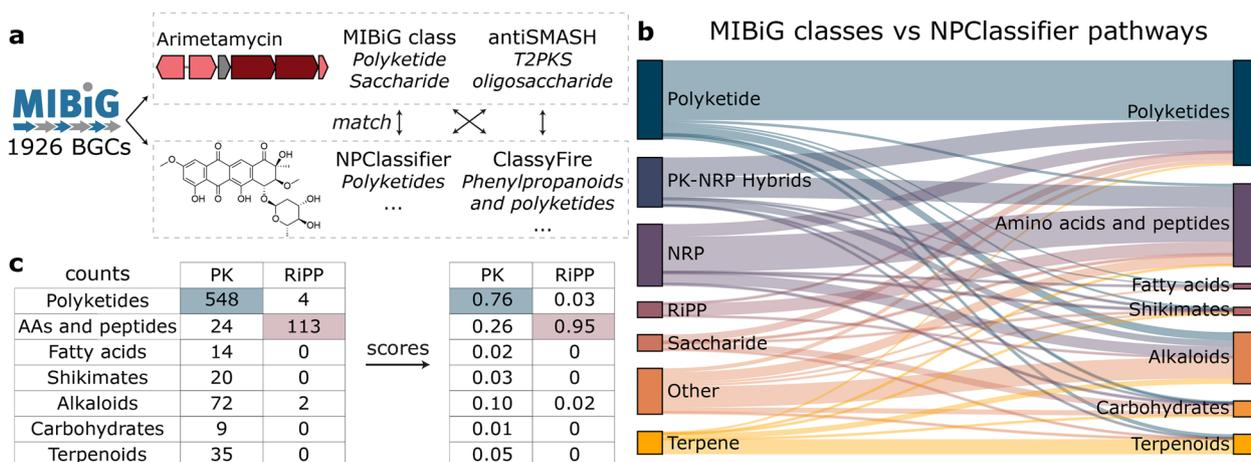 a
Arimetamycin
MIBiG class
Polyketide
Saccharide
antiSMASH
T2PKS
oligosaccharide
MIBiG
1926 BGCs
match
NPClassifier
Polyketides
...
ClassyFire
Phenylpropanoids
and polyketides
...
O O O OH
O
OH O OH O
O
O OH
OH
b MIBiG classes vs NPClassifier pathways
Polyketide
PK-NRP Hybrids
NRP
RiPP
Saccharide
Other
Terpene
Polyketides
Amino acids and peptides
Fatty acids
Shikimates
Alkaloids
Carbohydrates
Terpenoids
c
counts PK RiPP
Polyketides 548 4
AAs and peptides 24 113
Fatty acids 14 0
Shikimates 20 0
Alkaloids 72 2
Carbohydrates 9 0
Terpenoids 35 0
scores
PK RiPP
0.76 0.03
0.26 0.95
0.02 0
0.03 0
0.10 0.02
0.01 0
0.05 0